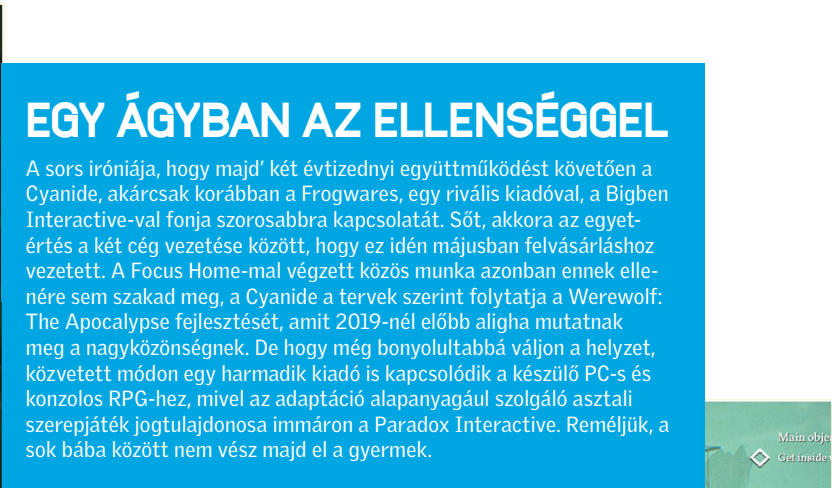 EGY ÁGYBAN AZ ELLENSÉGGEL
A sors iróniája, hogy majd' két évtizednyi együttműködést követően a
Cyanide, akárcsak korábban a Frogwares, egy rivális kiadóval, a Bigben
Interactive-val fonja szorosabbra kapcsolatát. Sőt, akkora az egyet-
értés a két cég vezetése között, hogy ez idén májusban felvásárláshoz
vezetett. A Focus Home-mal végzett közös munka azonban ennek elle-
nére sem szakad meg, a Cyanide a tervek szerint folytatja a Werewolf:
The Apocalypse fejlesztését, amit 2019-nél előbb aligha mutatnak
meg a nagyközönségnek. De hogy még bonyolultabbá váljon a helyzet,
közvetett módon egy harmadik kiadó is kapcsolódik a készülő PC-s és
konzolos RPG-hez, mivel az adaptáció alapanyagául szolgáló asztali
szerepjáték jogtulajdonosa immáron a Paradox Interactive. Reméljük, a
sok bába között nem vész majd el a gyermek.
Main
Get inside